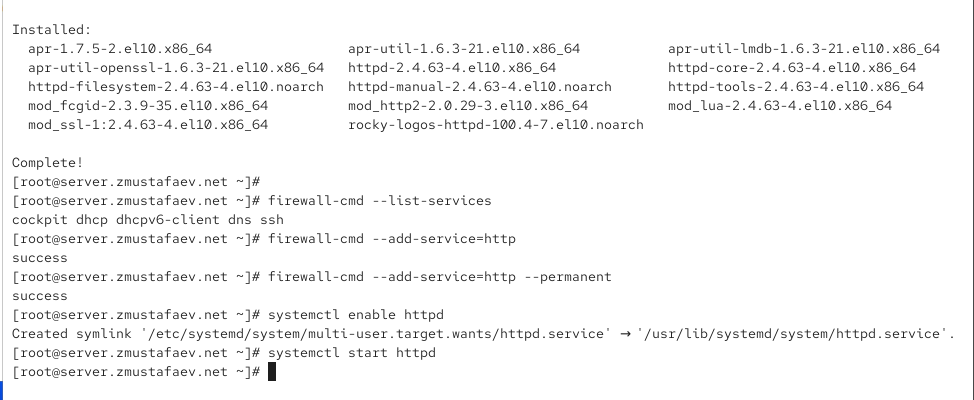 Installed:
  apr-1.7.5-2.el10.x86_64                 apr-util-1.6.3-21.el10.x86_64           apr-util-lmdb-1.6.3-21.el10.x86_64
  apr-util-openssl-1.6.3-21.el10.x86_64   httpd-2.4.63-4.el10.x86_64              httpd-core-2.4.63-4.el10.x86_64
  httpd-filesystem-2.4.63-4.el10.noarch   httpd-manual-2.4.63-4.el10.noarch       httpd-tools-2.4.63-4.el10.x86_64
  mod_fcgid-2.3.9-35.el10.x86_64          mod_http2-2.0.29-3.el10.x86_64          mod_lua-2.4.63-4.el10.x86_64
  mod_ssl-1:2.4.63-4.el10.x86_64          rocky-logos-httpd-100.4-7.el10.noarch
Complete!
[root@server.zmustafaev.net ~]#
[root@server.zmustafaev.net ~]# firewall-cmd --list-services
cockpit dhcp dhcpv6-client dns ssh
[root@server.zmustafaev.net ~]# firewall-cmd --add-service=http
success
[root@server.zmustafaev.net ~]# firewall-cmd --add-service=http --permanent
success
[root@server.zmustafaev.net ~]# systemctl enable httpd
Created symlink '/etc/systemd/system/multi-user.target.wants/httpd.service' → '/usr/lib/systemd/system/httpd.service'.
[root@server.zmustafaev.net ~]# systemctl start httpd
[root@server.zmustafaev.net ~]#